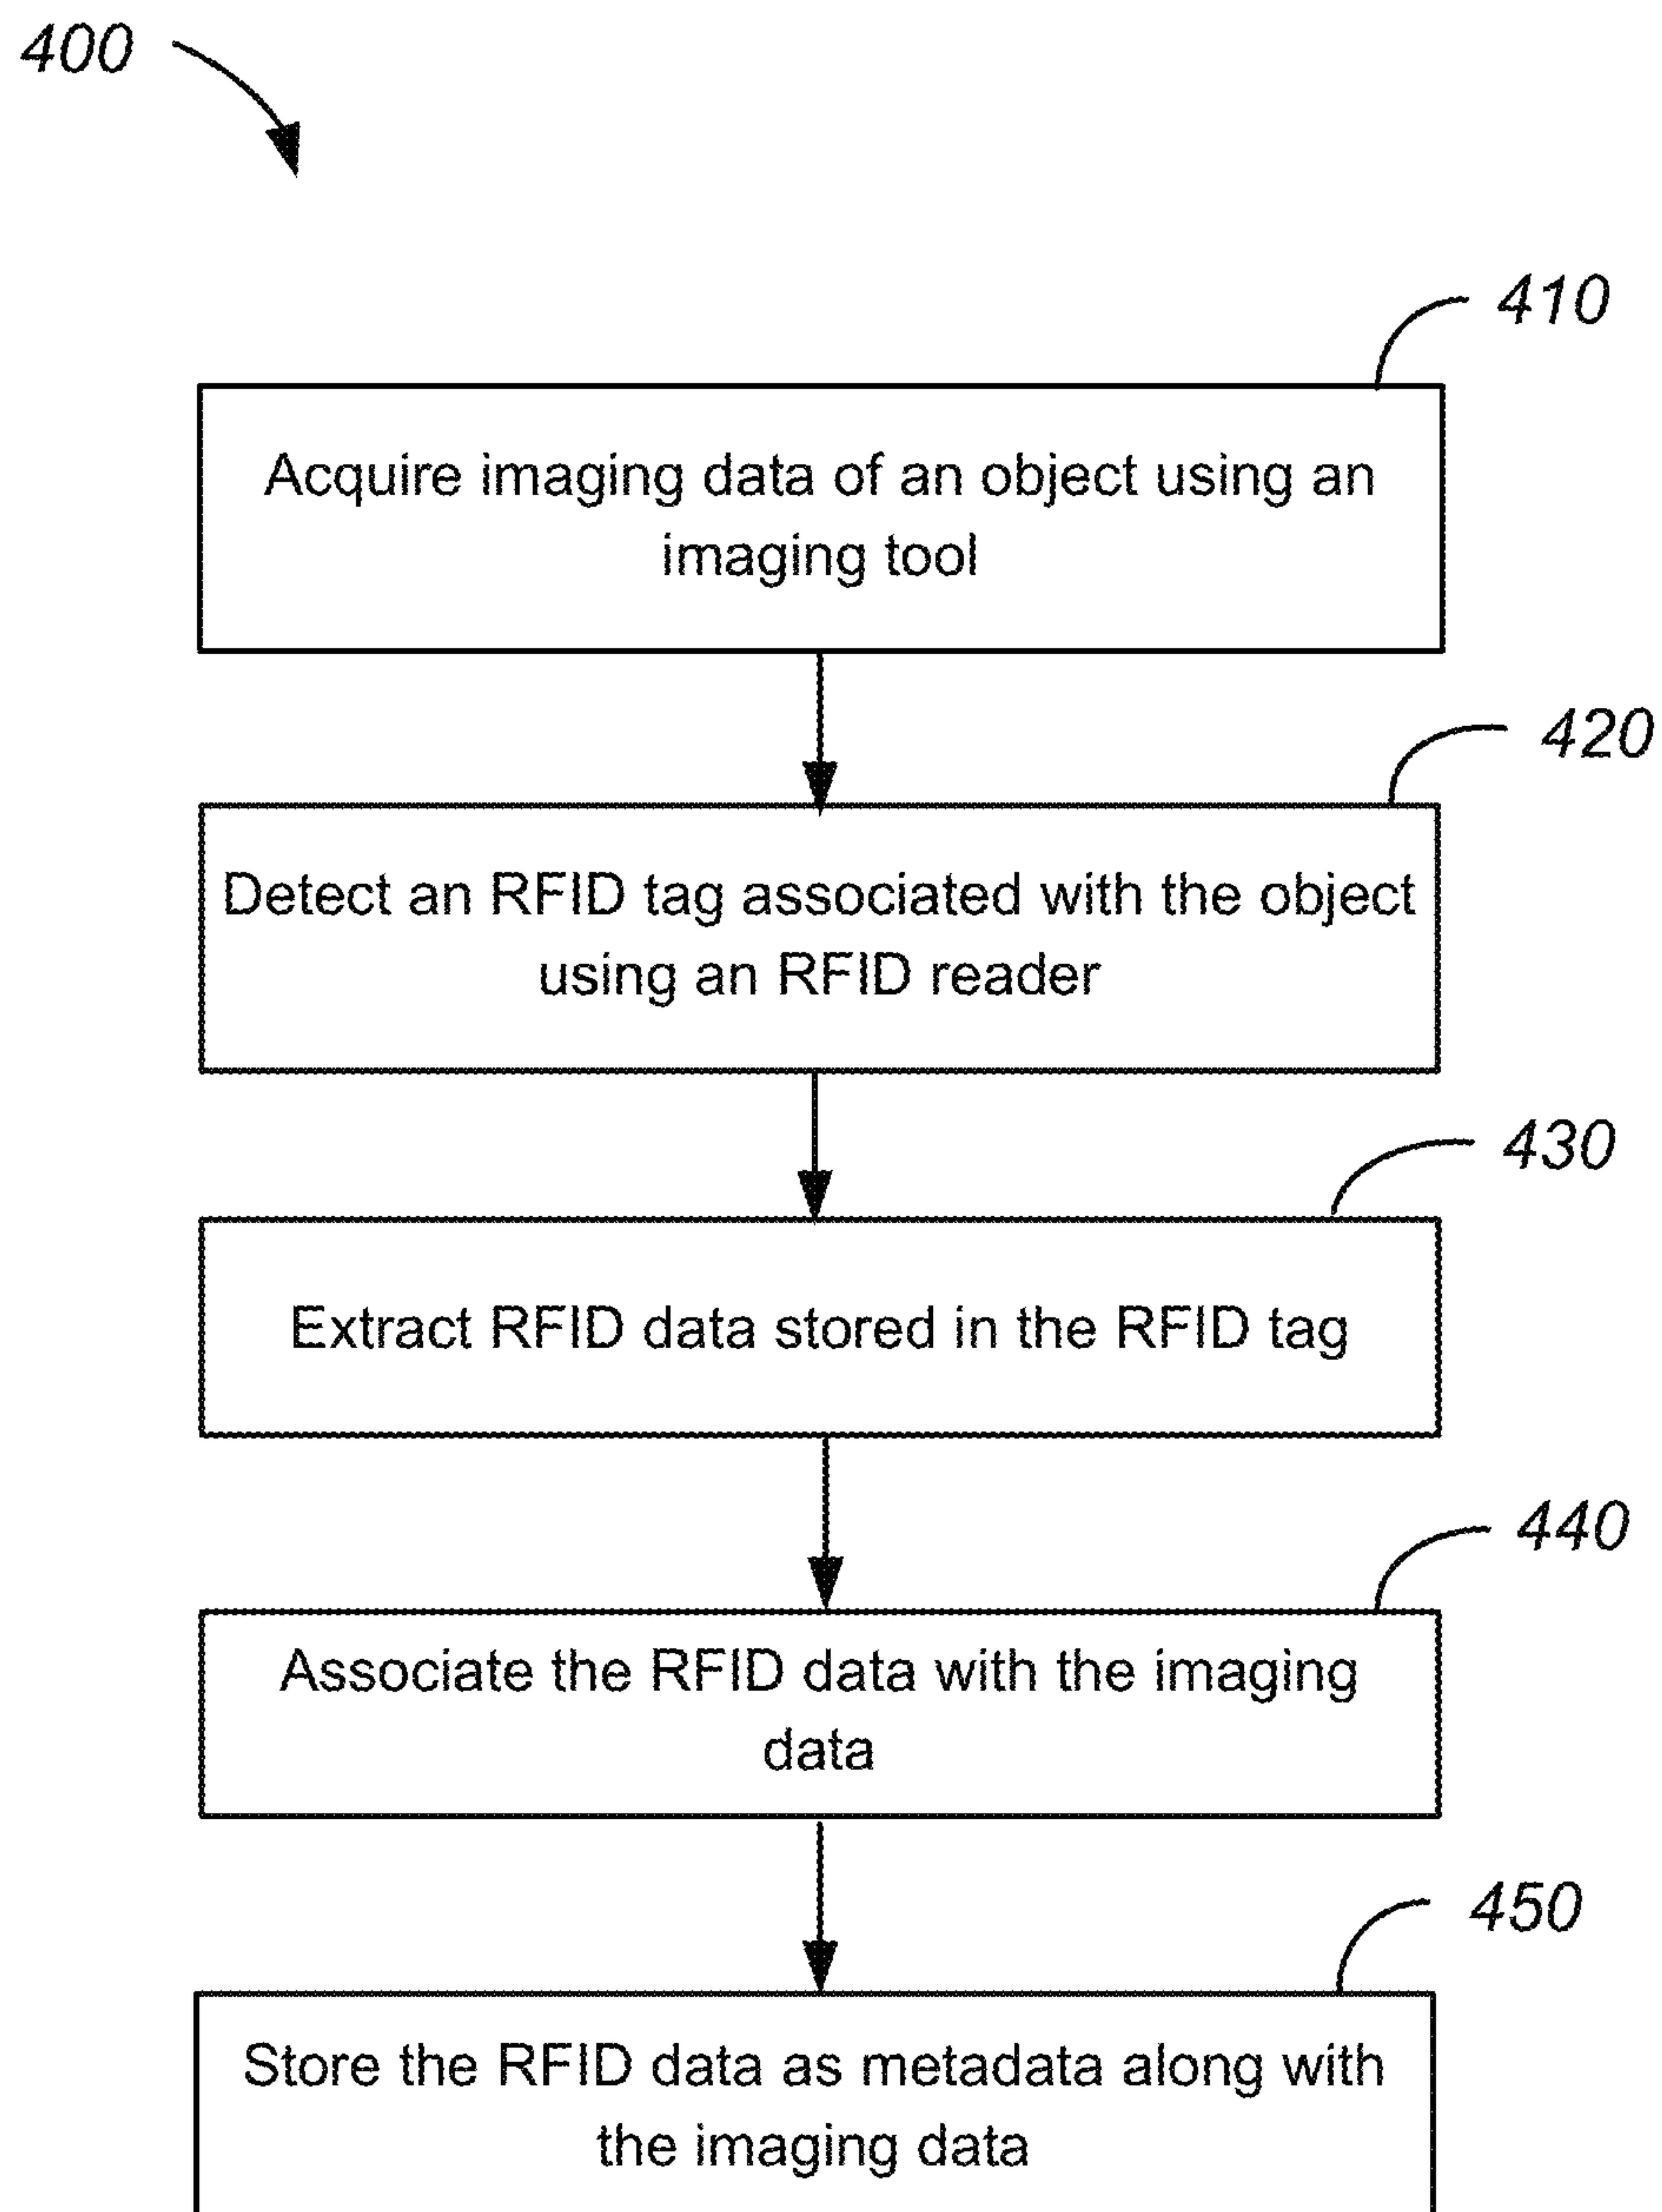 400
410
Acquire imaging data of an object using an
imaging tool
420
Detect an RFID tag associated with the object
using an RFID reader
430
Extract RFID data stored in the RFID tag
440
Associate the RFID data with the imaging
data
450
Store the RFID data as metadata along with
the imaging data